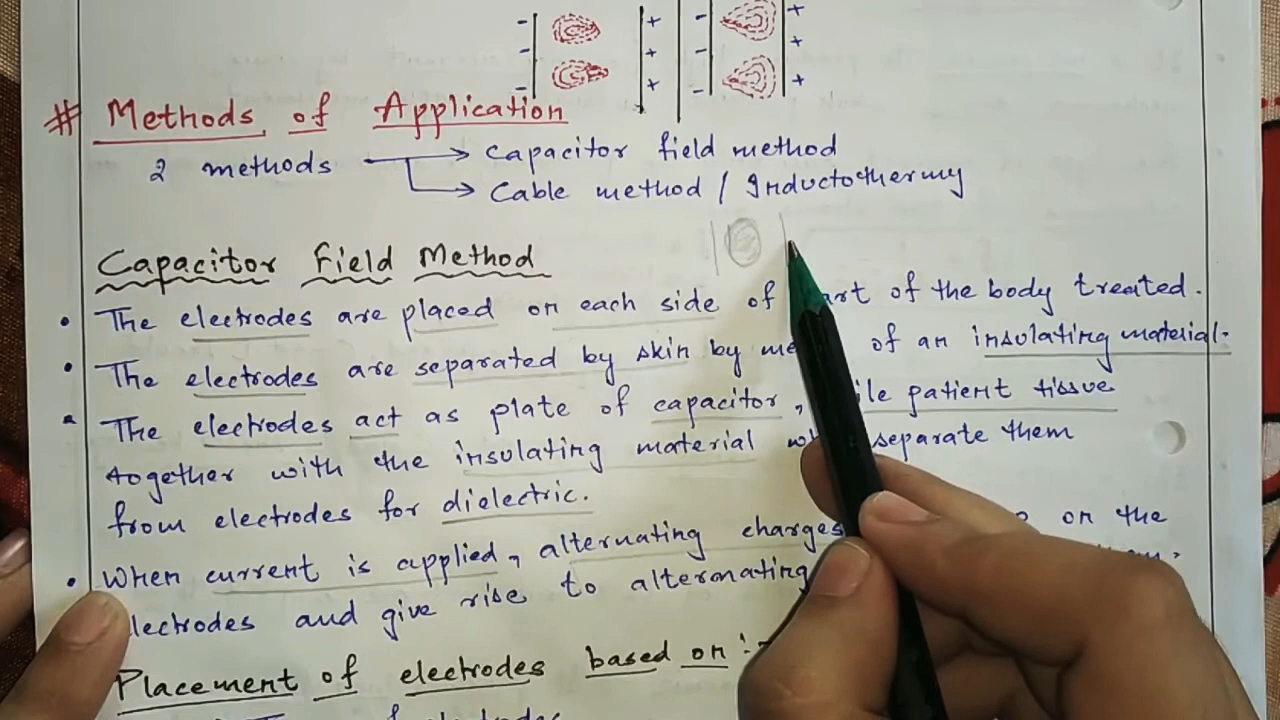 - + - +
- + - +
- + - +
# Methods of Application
2 methods → Capacitor field method
→ Cable method / Inductothermy
Capacitor Field Method
• The electrodes are placed on each side of part of the body treated.
• The electrodes are separated by skin by of an insulating material.
• The electrodes act as plate of capacitor, patient tissue
together with the insulating material separate them
from electrodes for dielectric.
• When current is applied, alternating charges on the
electrodes and give rise to alternating
Placement of electrodes based on :-